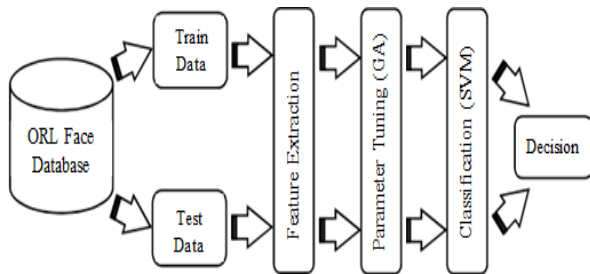 ORL Face
Database
Train
Data
Test
Data
Feature Extraction
Parameter Tuning (GA)
Classification (SVM)
Decision